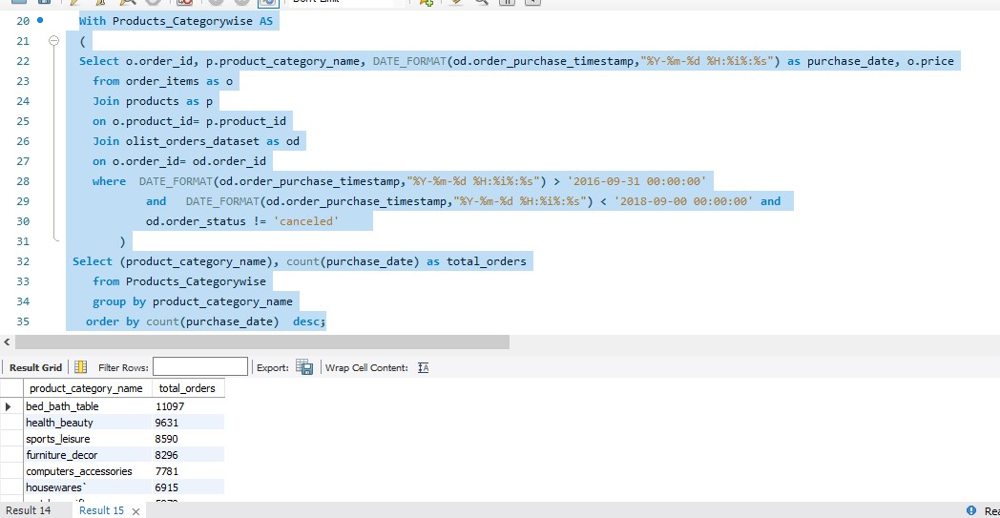 Don't Limit
20 With Products_Categorywise AS
21 (
22 Select o.order_id, p.product_category_name, DATE_FORMAT(od.order_purchase_timestamp,"%Y-%m-%d %H:%i%:%s") as purchase_date, o.price
23 from order_items as o
24 Join products as p
25 on o.product_id= p.product_id
26 Join olist_orders_dataset as od
27 on o.order_id= od.order_id
28 where DATE_FORMAT(od.order_purchase_timestamp,"%Y-%m-%d %H:%i%:%s") > '2016-09-31 00:00:00'
29 and DATE_FORMAT(od.order_purchase_timestamp,"%Y-%m-%d %H:%i%:%s") < '2018-09-00 00:00:00' and
30 od.order_status != 'canceled'
31 )
32 Select (product_category_name), count(purchase_date) as total_orders
33 from Products_Categorywise
34 group by product_category_name
35 order by count(purchase_date) desc;
Result Grid Filter Rows: Export: Wrap Cell Content: IA
product_category_name total_orders
bed_bath_table 11097
health_beauty 9631
sports_leisure 8590
furniture_decor 8296
computers_accessories 7781
housewares` 6915
Result 14 Result 15 ×